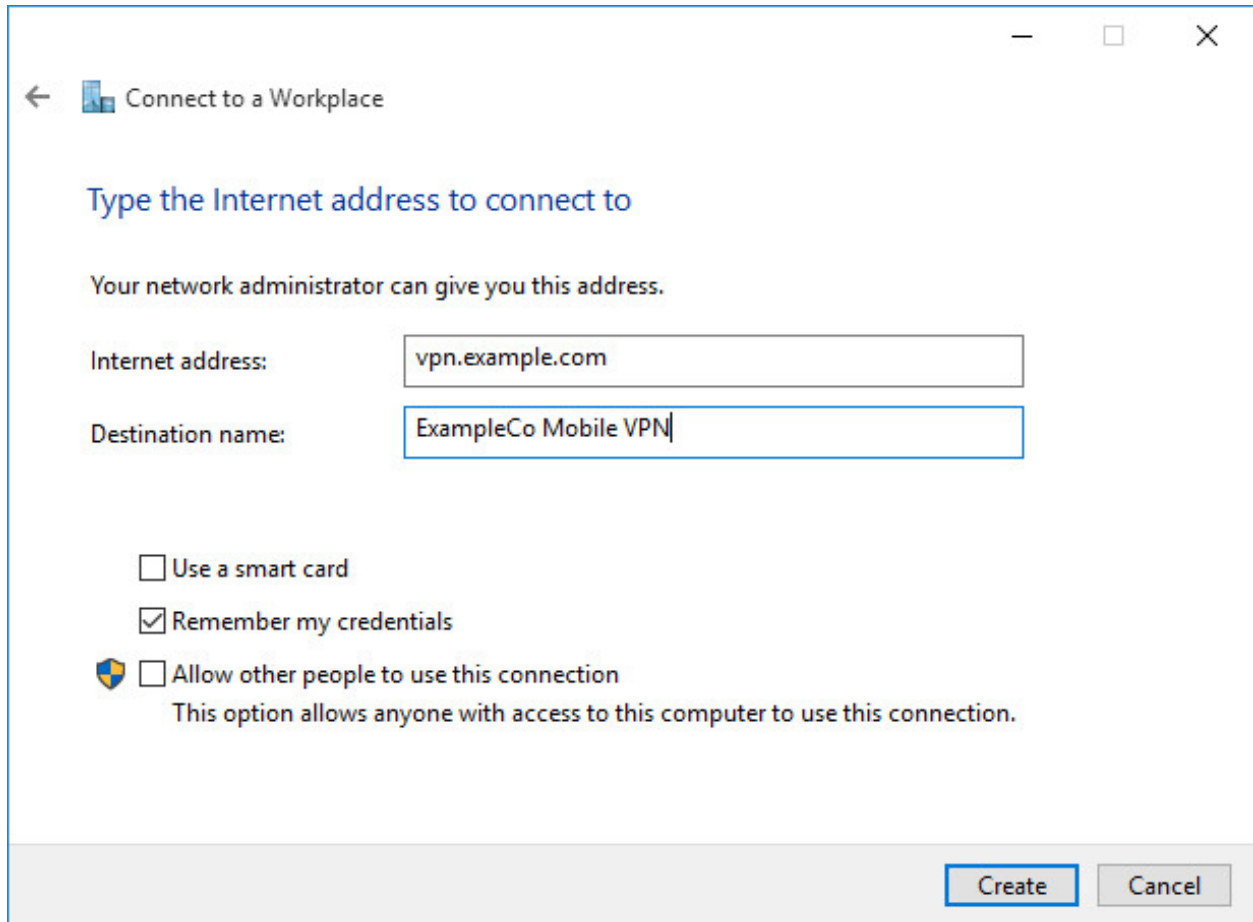 Connect to a Workplace
Type the Internet address to connect to
Your network administrator can give you this address.
Internet address:
vpn.example.com
Destination name:
ExampleCo Mobile VPN
Use a smart card
Remember my credentials
Allow other people to use this connection
This option allows anyone with access to this computer to use this connection.
Create
Cancel